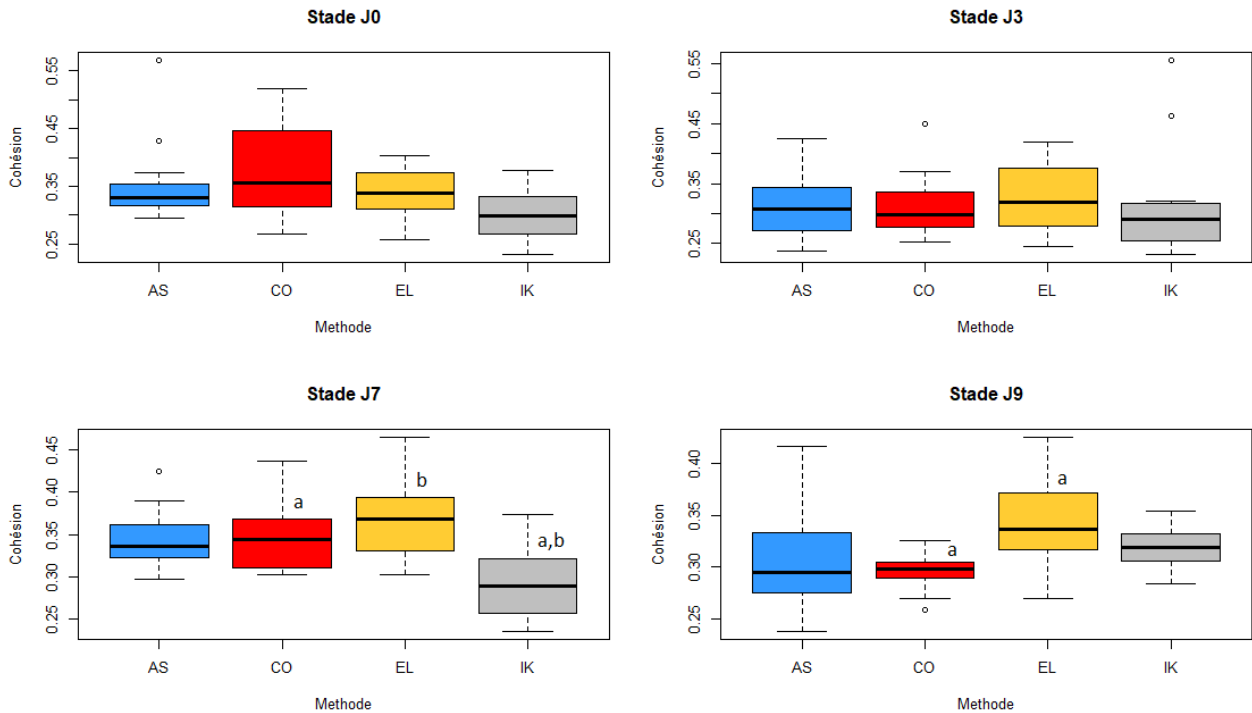 Stade J0
Cohésion
0.55
0.45
0.35
0.25
AS CO EL IK
Methode
Stade J3
Cohésion
0.55
0.45
0.35
0.25
AS CO EL IK
Methode
Stade J7
Cohésion
0.45
0.40
0.35
0.30
0.25
a
b
a,b
AS CO EL IK
Methode
Stade J9
Cohésion
0.40
0.35
0.30
0.25
a
a
AS CO EL IK
Methode